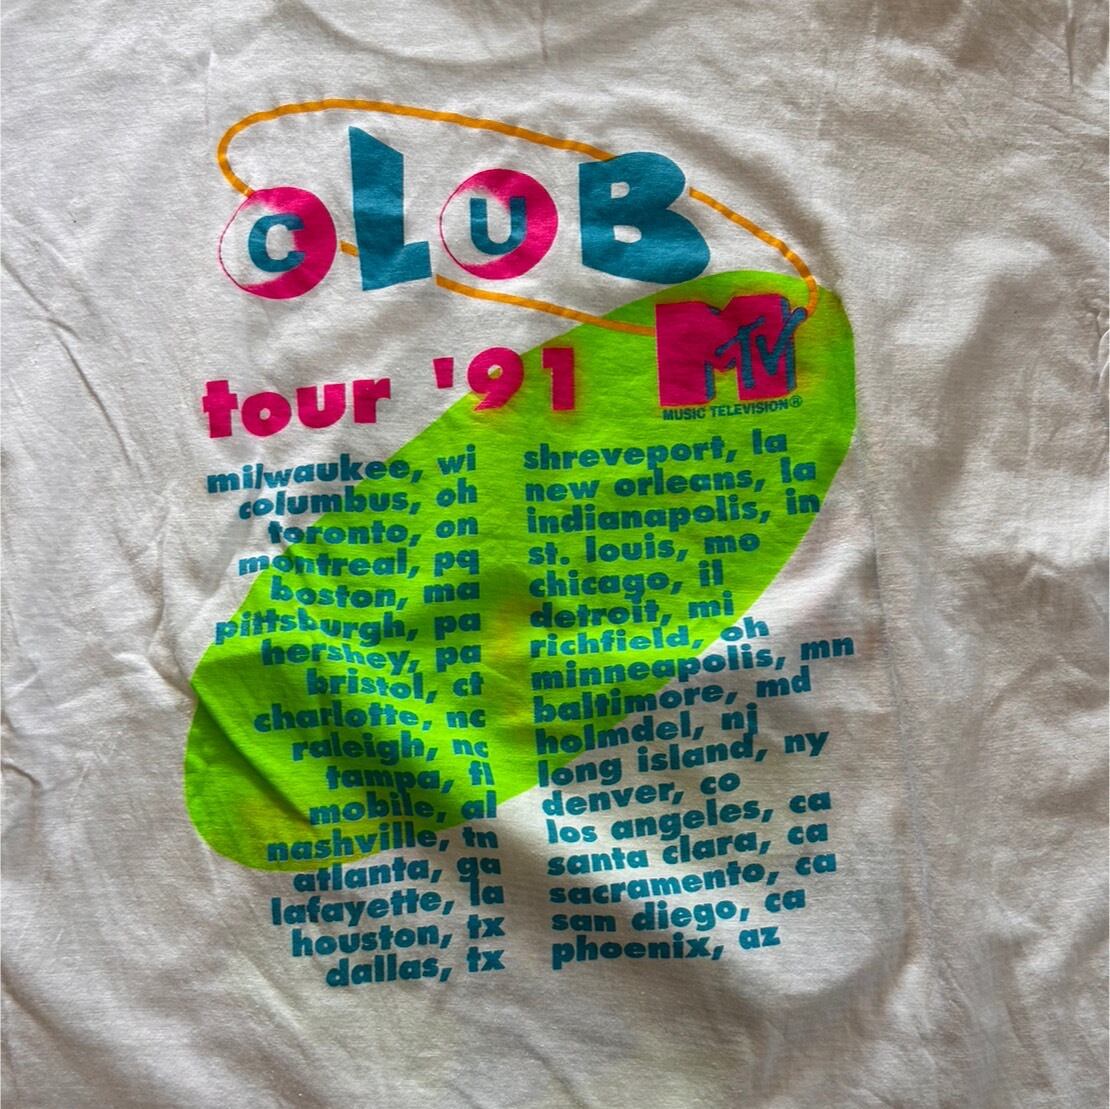 cLUB
MTV
MUSIC TELEVISION®
tour '91
milwaukee, wi
columbus, oh
toronto, on
montreal, pq
boston, ma
pittsburgh, pa
hershey, pa
bristol, ct
charlotte, nc
raleigh, nc
tampa, fl
mobile, al
nashville, tn
atlanta, ga
lafayette, la
houston, tx
dallas, tx
shreveport, la
new orleans, la
indianapolis, in
st. louis, mo
chicago, il
detroit, mi
richfield, oh
minneapolis, mn
baltimore, md
holmdel, nj
long island, ny
denver, co
los angeles, ca
santa clara, ca
sacramento, ca
san diego, ca
phoenix, az